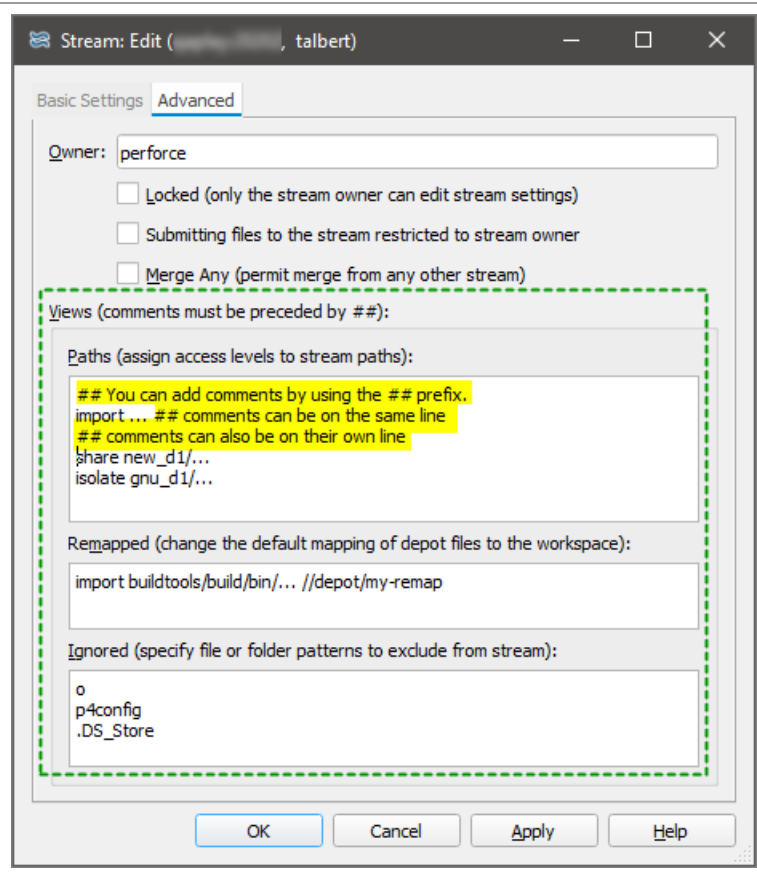 Stream: Edit ( , talbert)
Basic Settings Advanced
Owner: perforce
Locked (only the stream owner can edit stream settings)
Submitting files to the stream restricted to stream owner
Merge Any (permit merge from any other stream)
Views (comments must be preceded by ##):
Paths (assign access levels to stream paths):
## You can add comments by using the ## prefix.
import ... ## comments can be on the same line
## comments can also be on their own line
share new_d1/...
isolate gnu_d1/...
Remapped (change the default mapping of depot files to the workspace):
import buildtools/build/bin/... //depot/my-remap
Ignored (specify file or folder patterns to exclude from stream):
o
p4config
.DS_Store
OK Cancel Apply Help